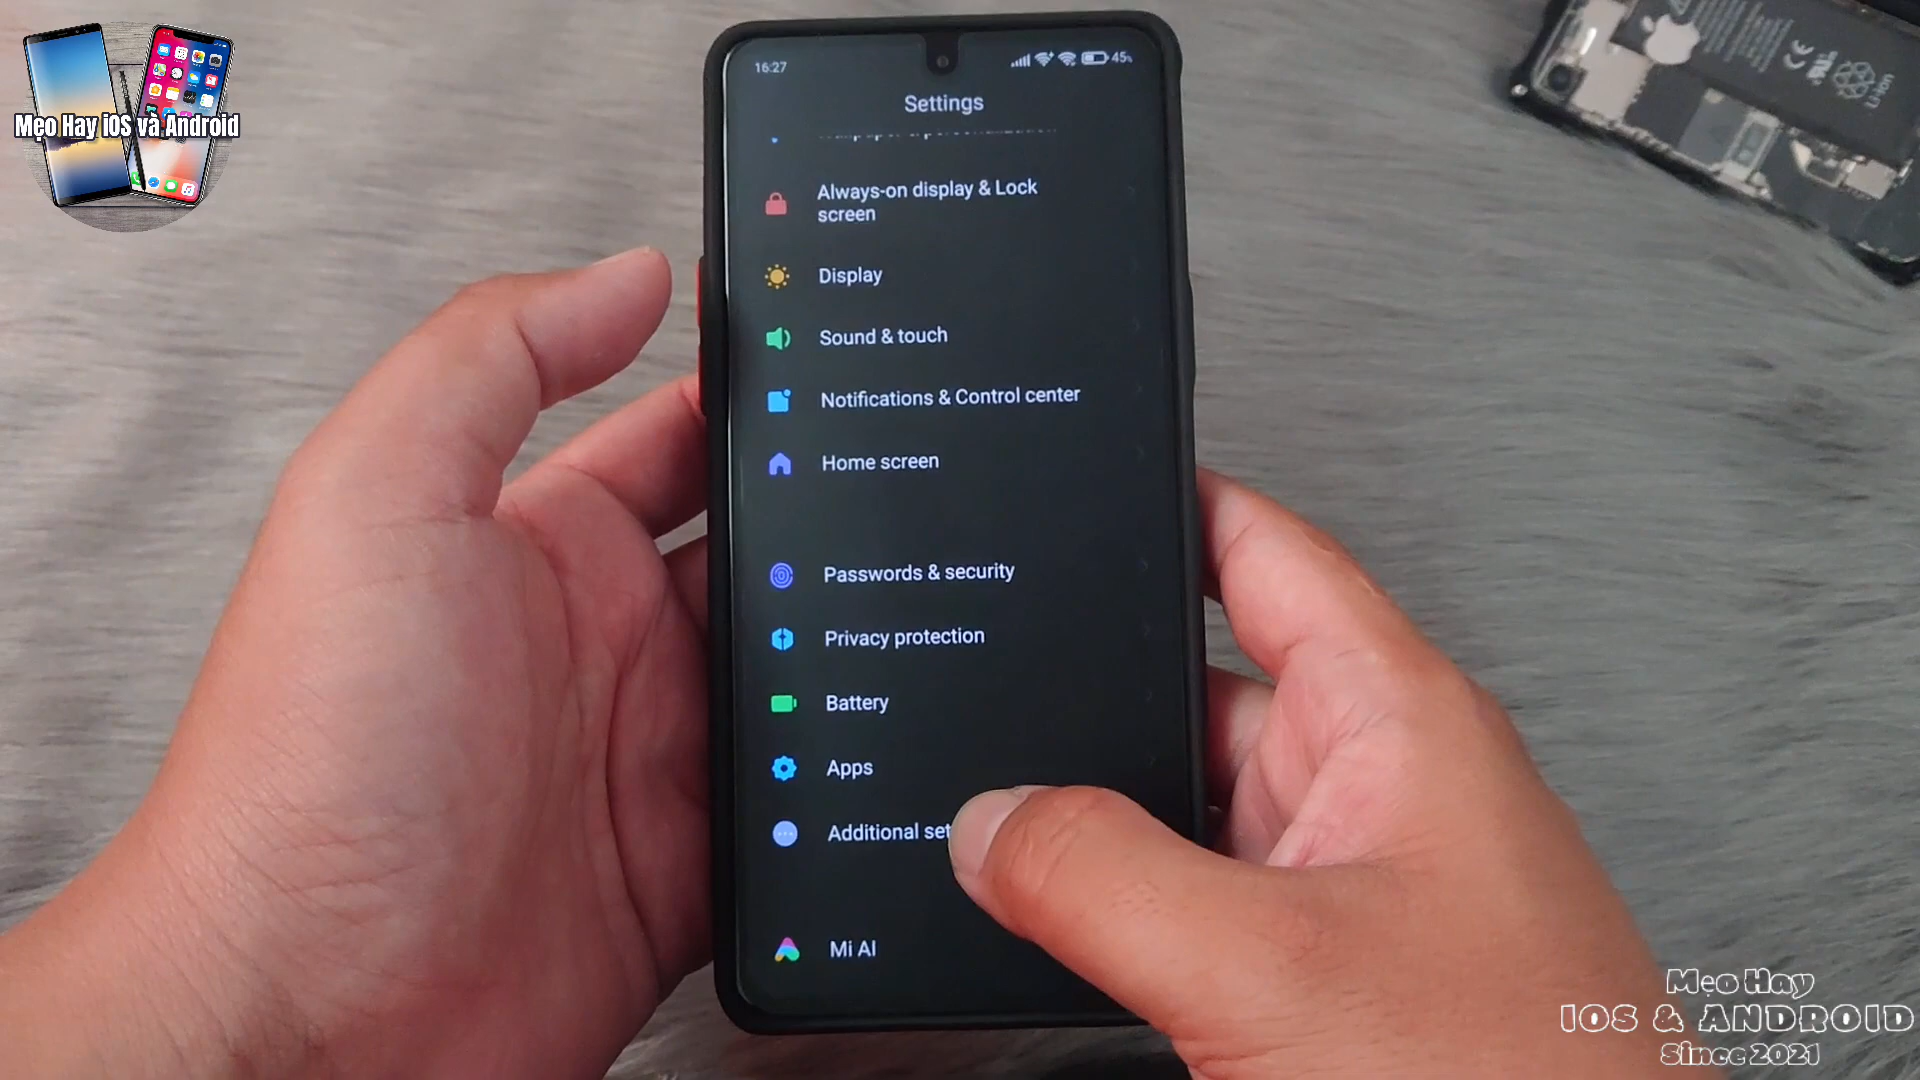 Mẹo Hay iOS và Android
16:27
45%
Settings
Always-on display & Lock
screen
Display
Sound & touch
Notifications & Control center
Home screen
Passwords & security
Privacy protection
Battery
Apps
Additional set
Mi AI
Li-ion
Mẹo Hay
IOS & ANDROID
Since 2021